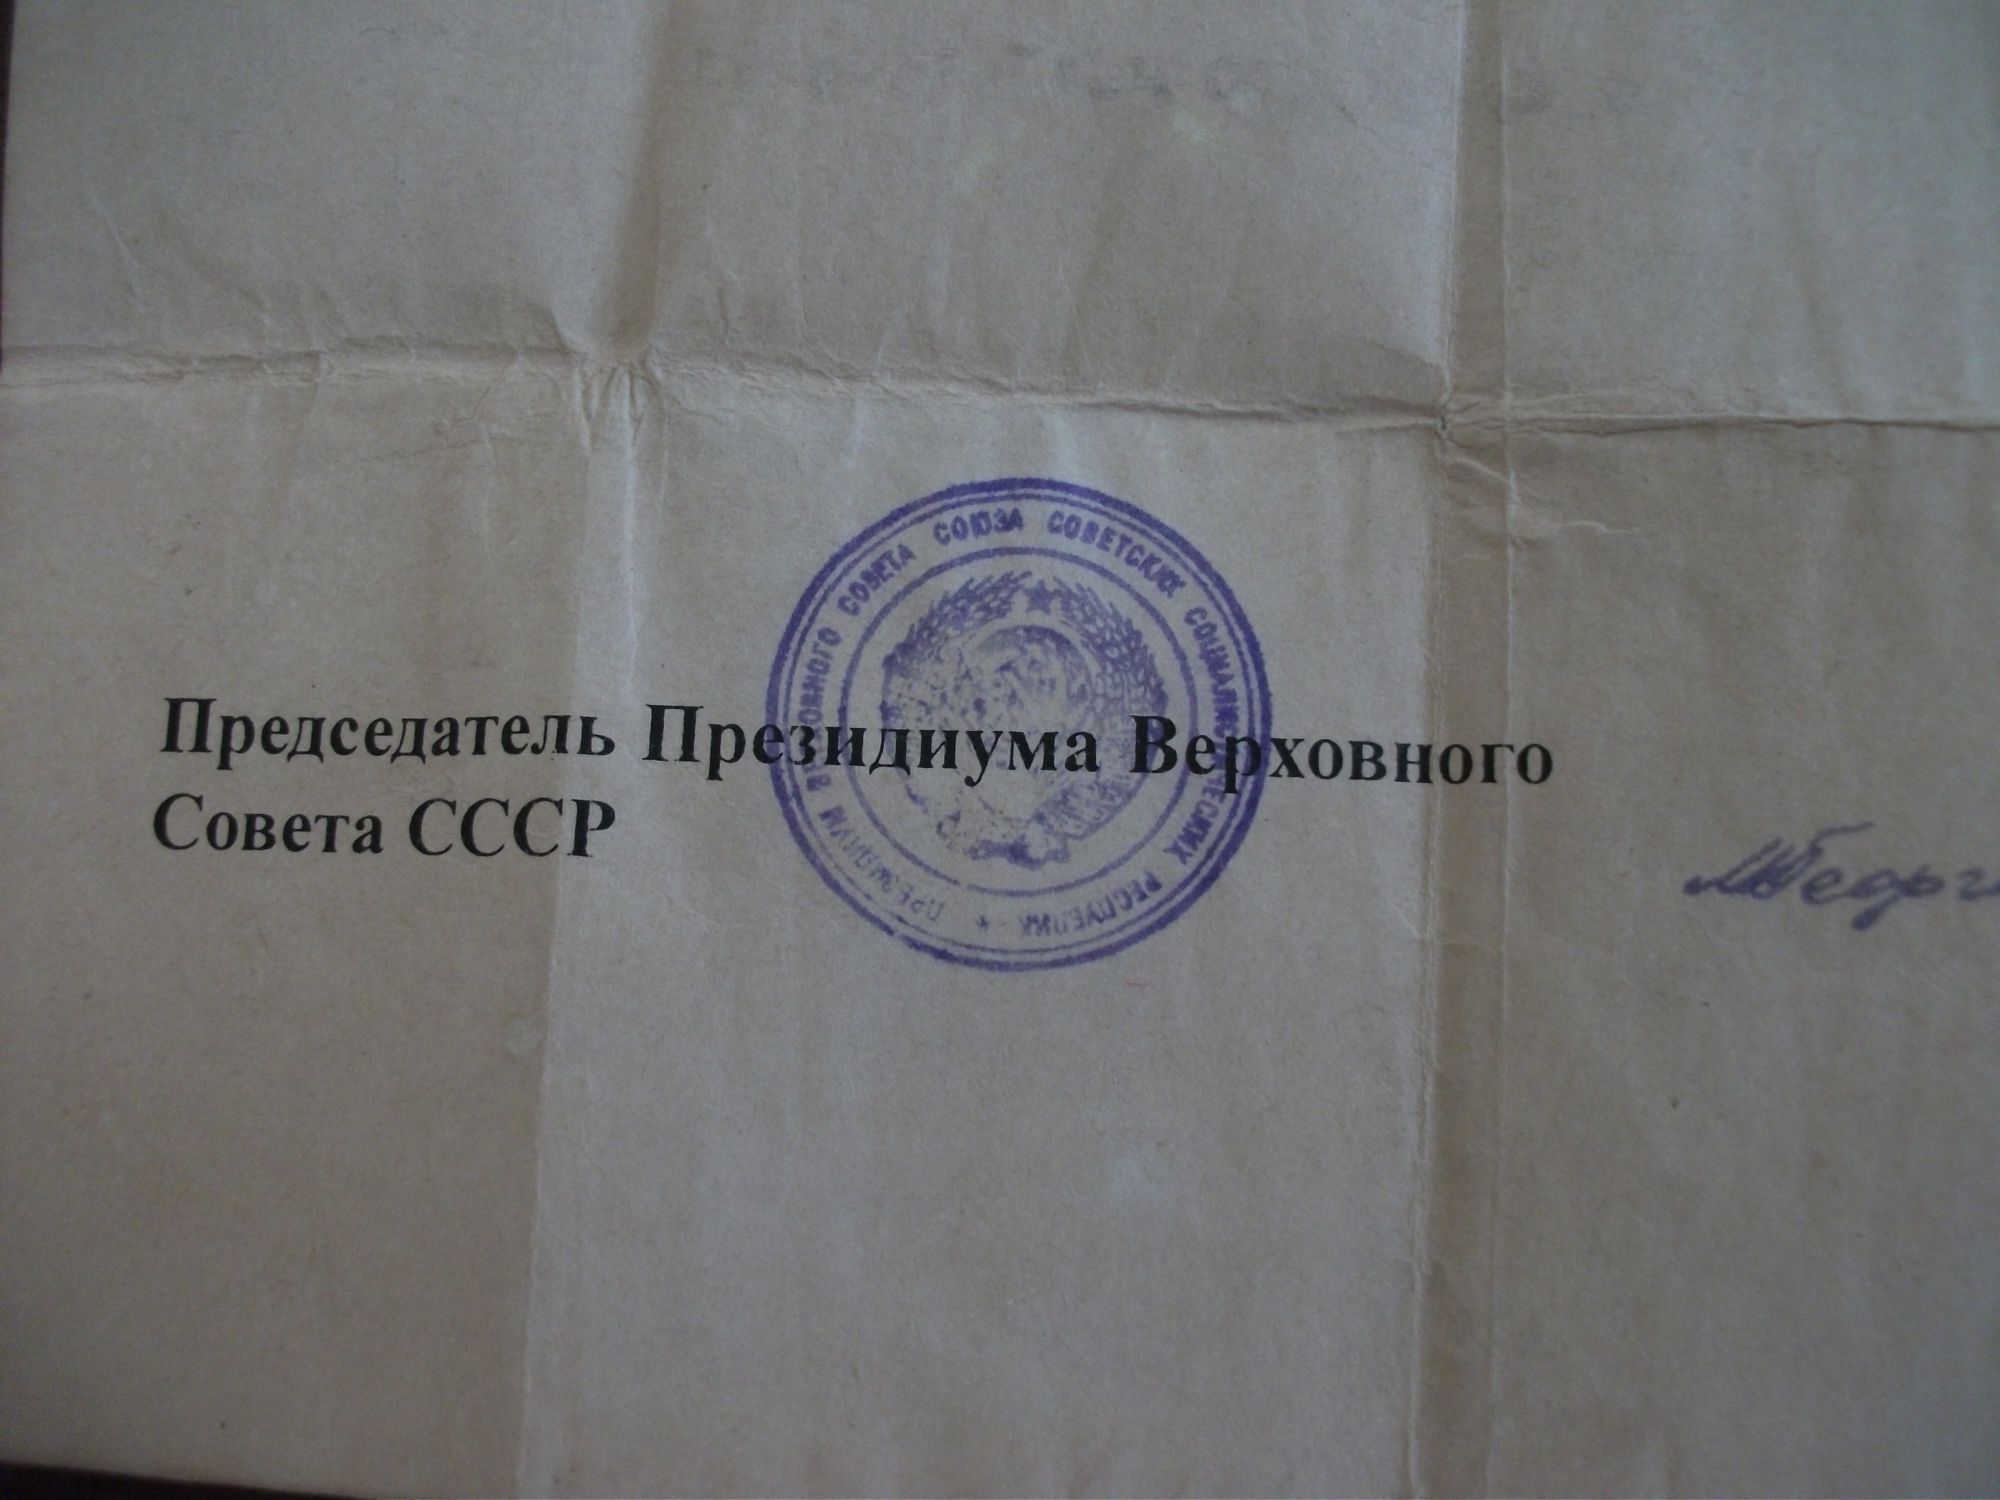 ПРЕЗИДИУМ ВЕРХОВНОГО СОВЕТА СОЮЗА СОВЕТСКИХ СОЦИАЛИСТИЧЕСКИХ РЕСПУБЛИК *
Председатель Президиума Верховного
Совета СССР